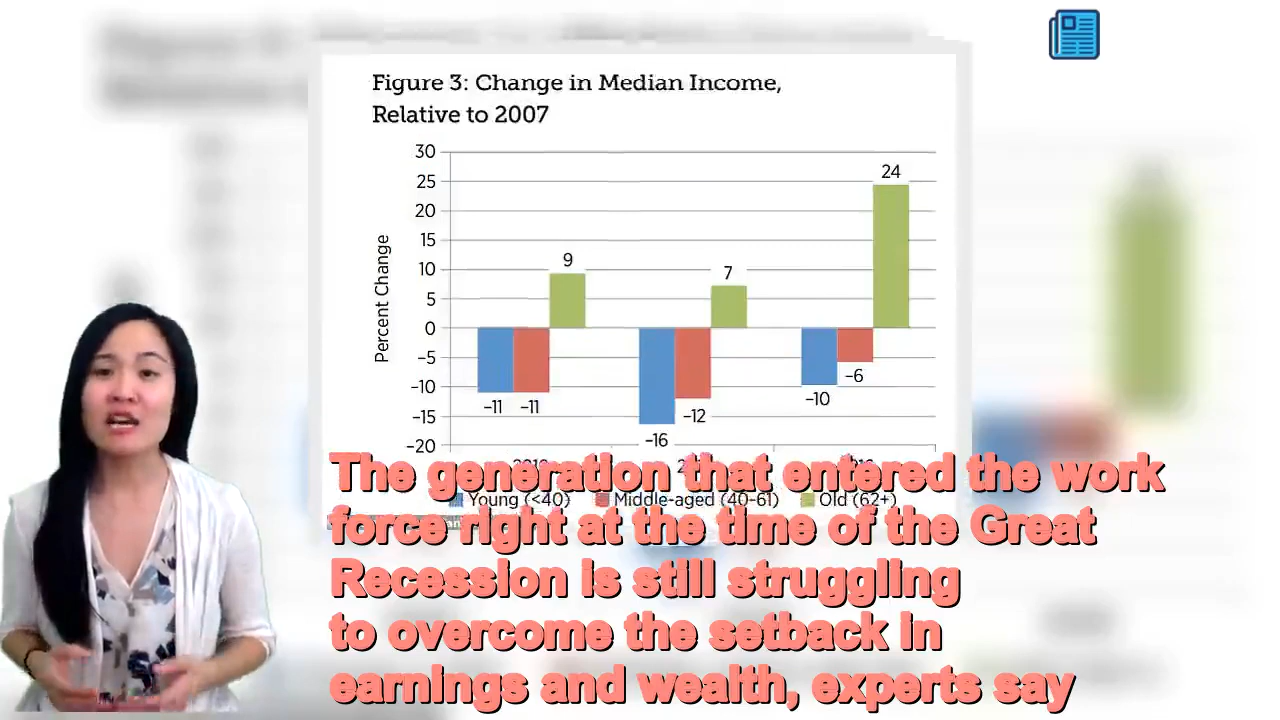 Figure 3: Change in Median Income,
Relative to 2007
Percent Change
30
25
20
15
10
5
0
−5
−10
−15
−20
−11
−11
9
−16
−12
7
−10
−6
24
Young (<40)
Middle-aged (40-61)
Old (62+)
The generation that entered the work
force right at the time of the Great
Recession is still struggling
to overcome the setback in
earnings and wealth, experts say